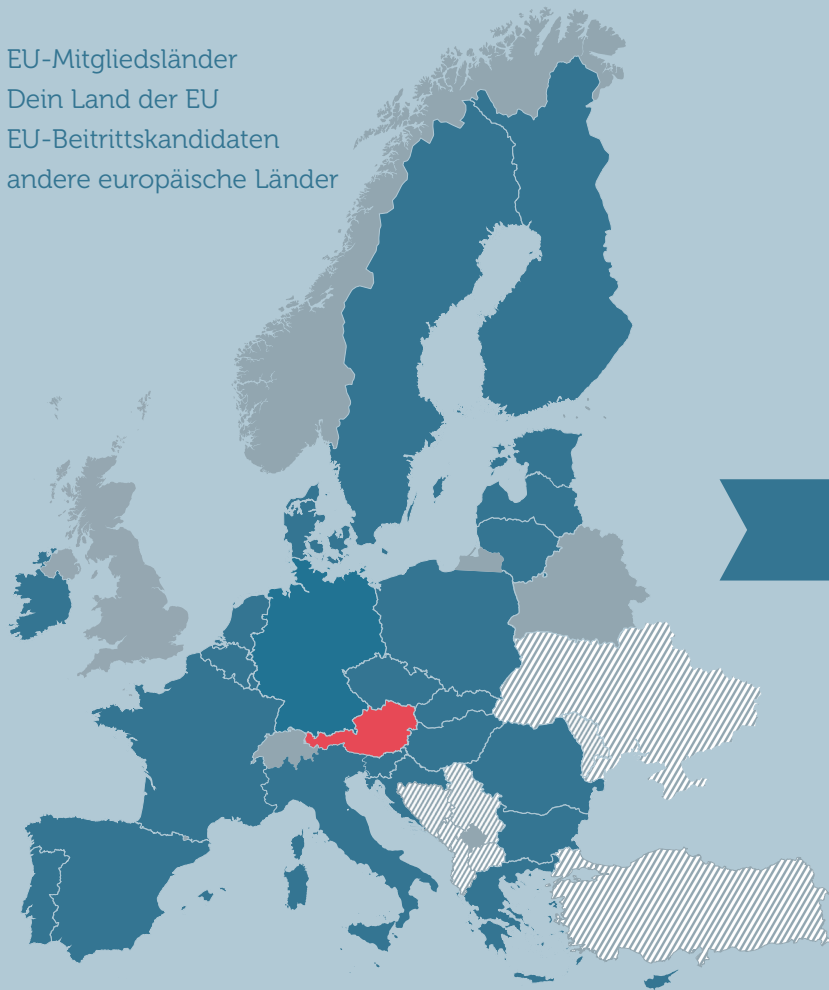 EU-Mitgliedsländer
Dein Land der EU
EU-Beitrittskandidaten
andere europäische Länder